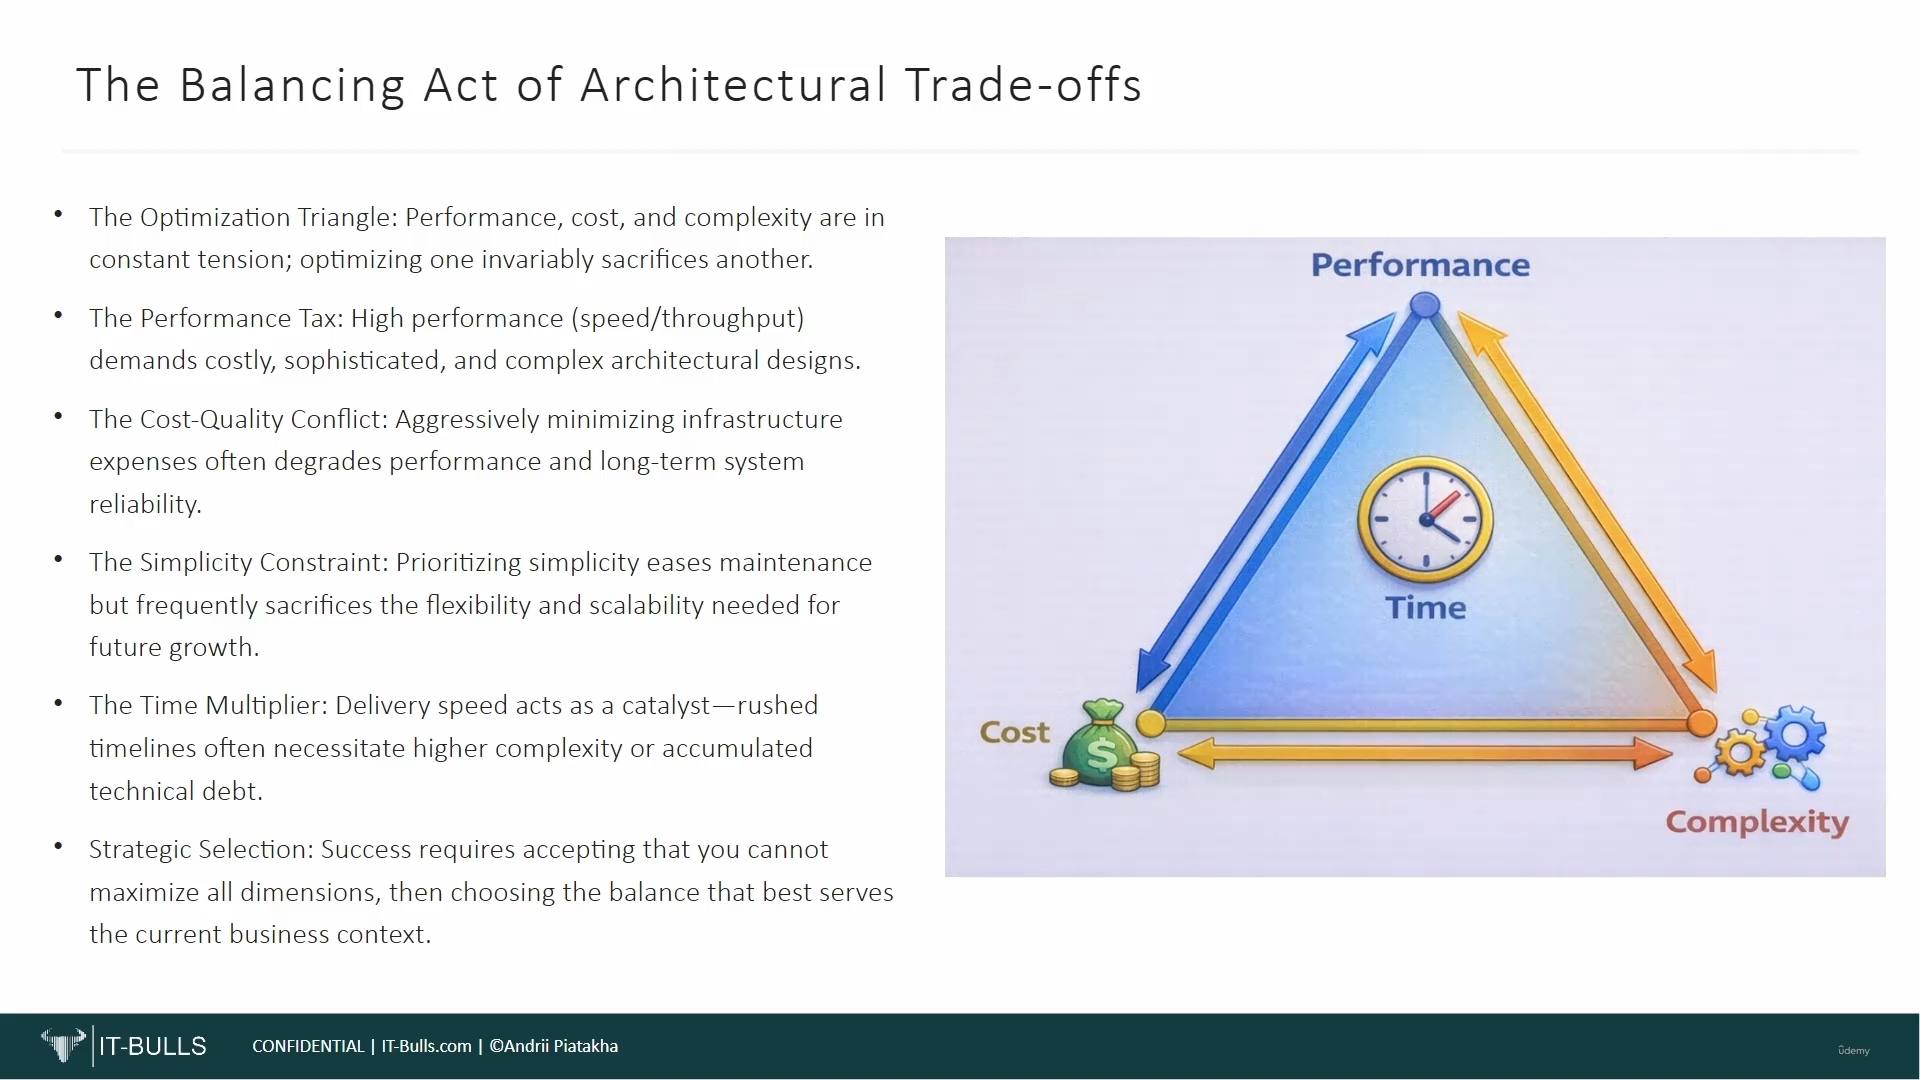 The Balancing Act of Architectural Trade-offs
• The Optimization Triangle: Performance, cost, and complexity are in
constant tension; optimizing one invariably sacrifices another.
• The Performance Tax: High performance (speed/throughput)
demands costly, sophisticated, and complex architectural designs.
• The Cost-Quality Conflict: Aggressively minimizing infrastructure
expenses often degrades performance and long-term system
reliability.
• The Simplicity Constraint: Prioritizing simplicity eases maintenance
but frequently sacrifices the flexibility and scalability needed for
future growth.
• The Time Multiplier: Delivery speed acts as a catalyst—rushed
timelines often necessitate higher complexity or accumulated
technical debt.
• Strategic Selection: Success requires accepting that you cannot
maximize all dimensions, then choosing the balance that best serves
the current business context.
Performance
Time
Cost
$
Complexity
IT-BULLS
CONFIDENTIAL | IT-Bulls.com | ©Andrii Piatakha
ûdemy